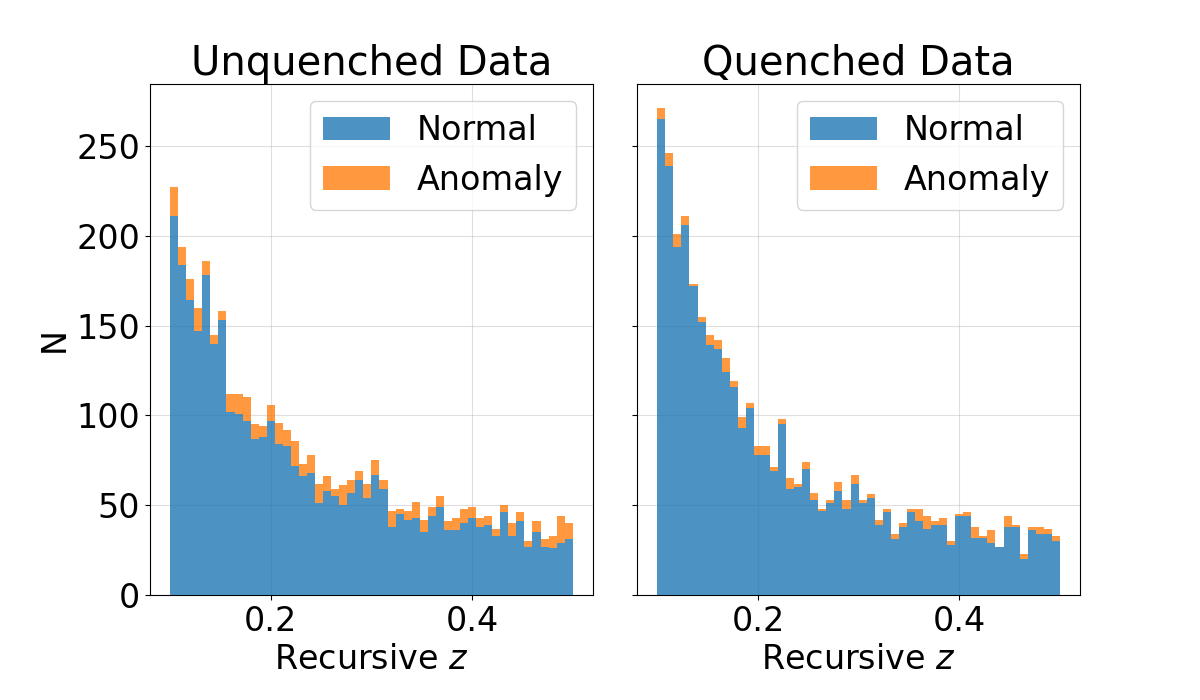 Unquenched Data
Normal
Anomaly
N
250
200
150
100
50
0
0.2
0.4
Recursive z
Quenched Data
Normal
Anomaly
0.2
0.4
Recursive z